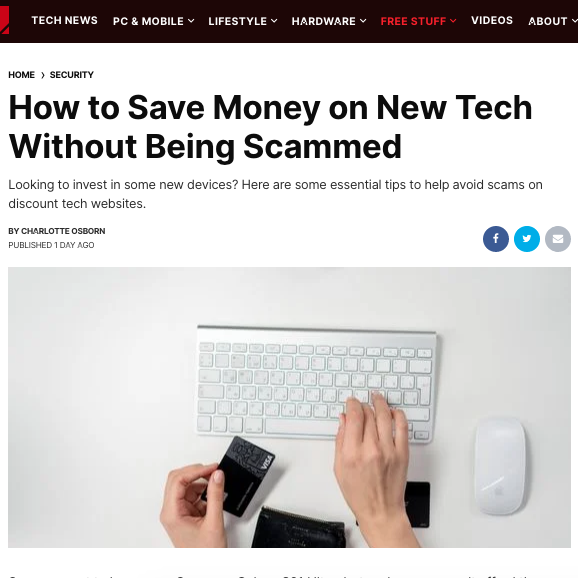 TECH NEWS PC & MOBILE LIFESTYLE HARDWARE FREE STUFF VIDEOS ABOUT
HOME › SECURITY
How to Save Money on New Tech
Without Being Scammed
Looking to invest in some new devices? Here are some essential tips to help avoid scams on
discount tech websites.
BY CHARLOTTE OSBORN
PUBLISHED 1 DAY AGO
VISA